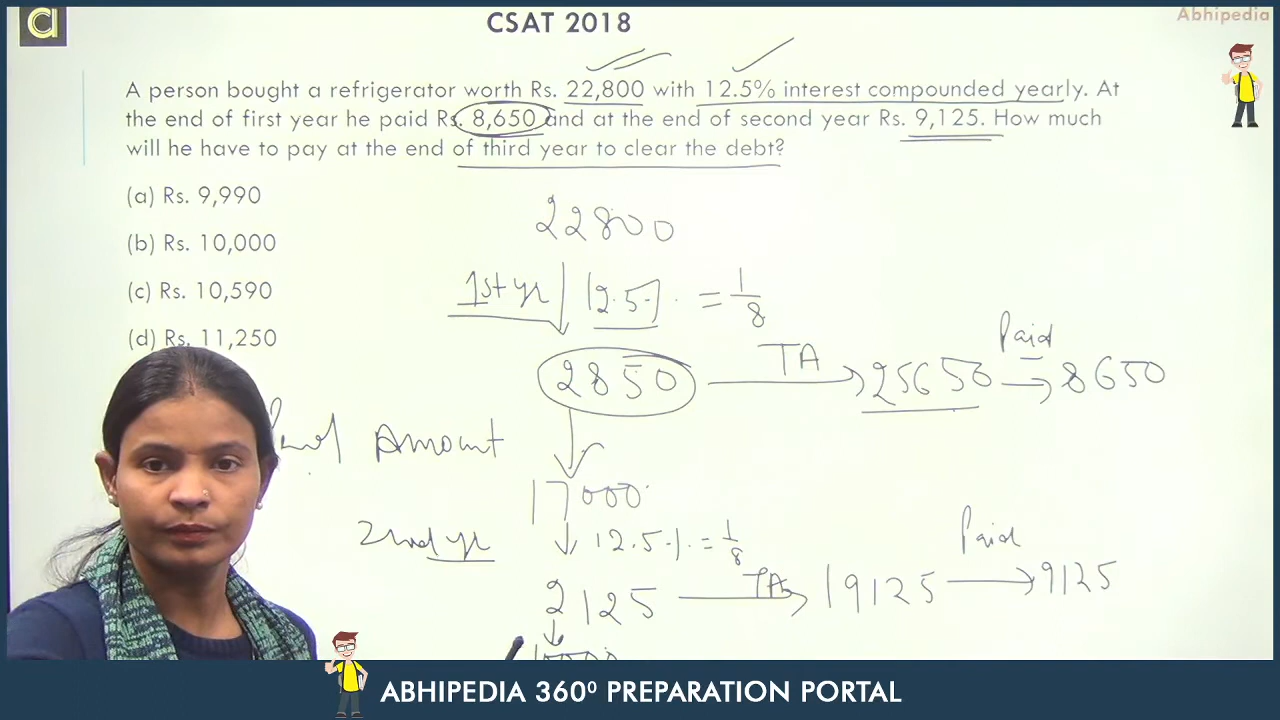 CSAT 2018
Abhipedia
A person bought a refrigerator worth Rs. 22,800 with 12.5% interest compounded yearly. At
the end of first year he paid Rs. 8,650 and at the end of second year Rs. 9,125. How much
will he have to pay at the end of third year to clear the debt?
(a) Rs. 9,990
(b) Rs. 10,000
(c) Rs. 10,590
(d) Rs. 11,250
22800
1st yr 12.5% = 1/8
Paid
2850 TA 25650 8650
Amount
17000
2nd yr 12.5% = 1/8
Paid
2125 TA 19125 9125
10000
ABHIPEDIA 360⁰ PREPARATION PORTAL